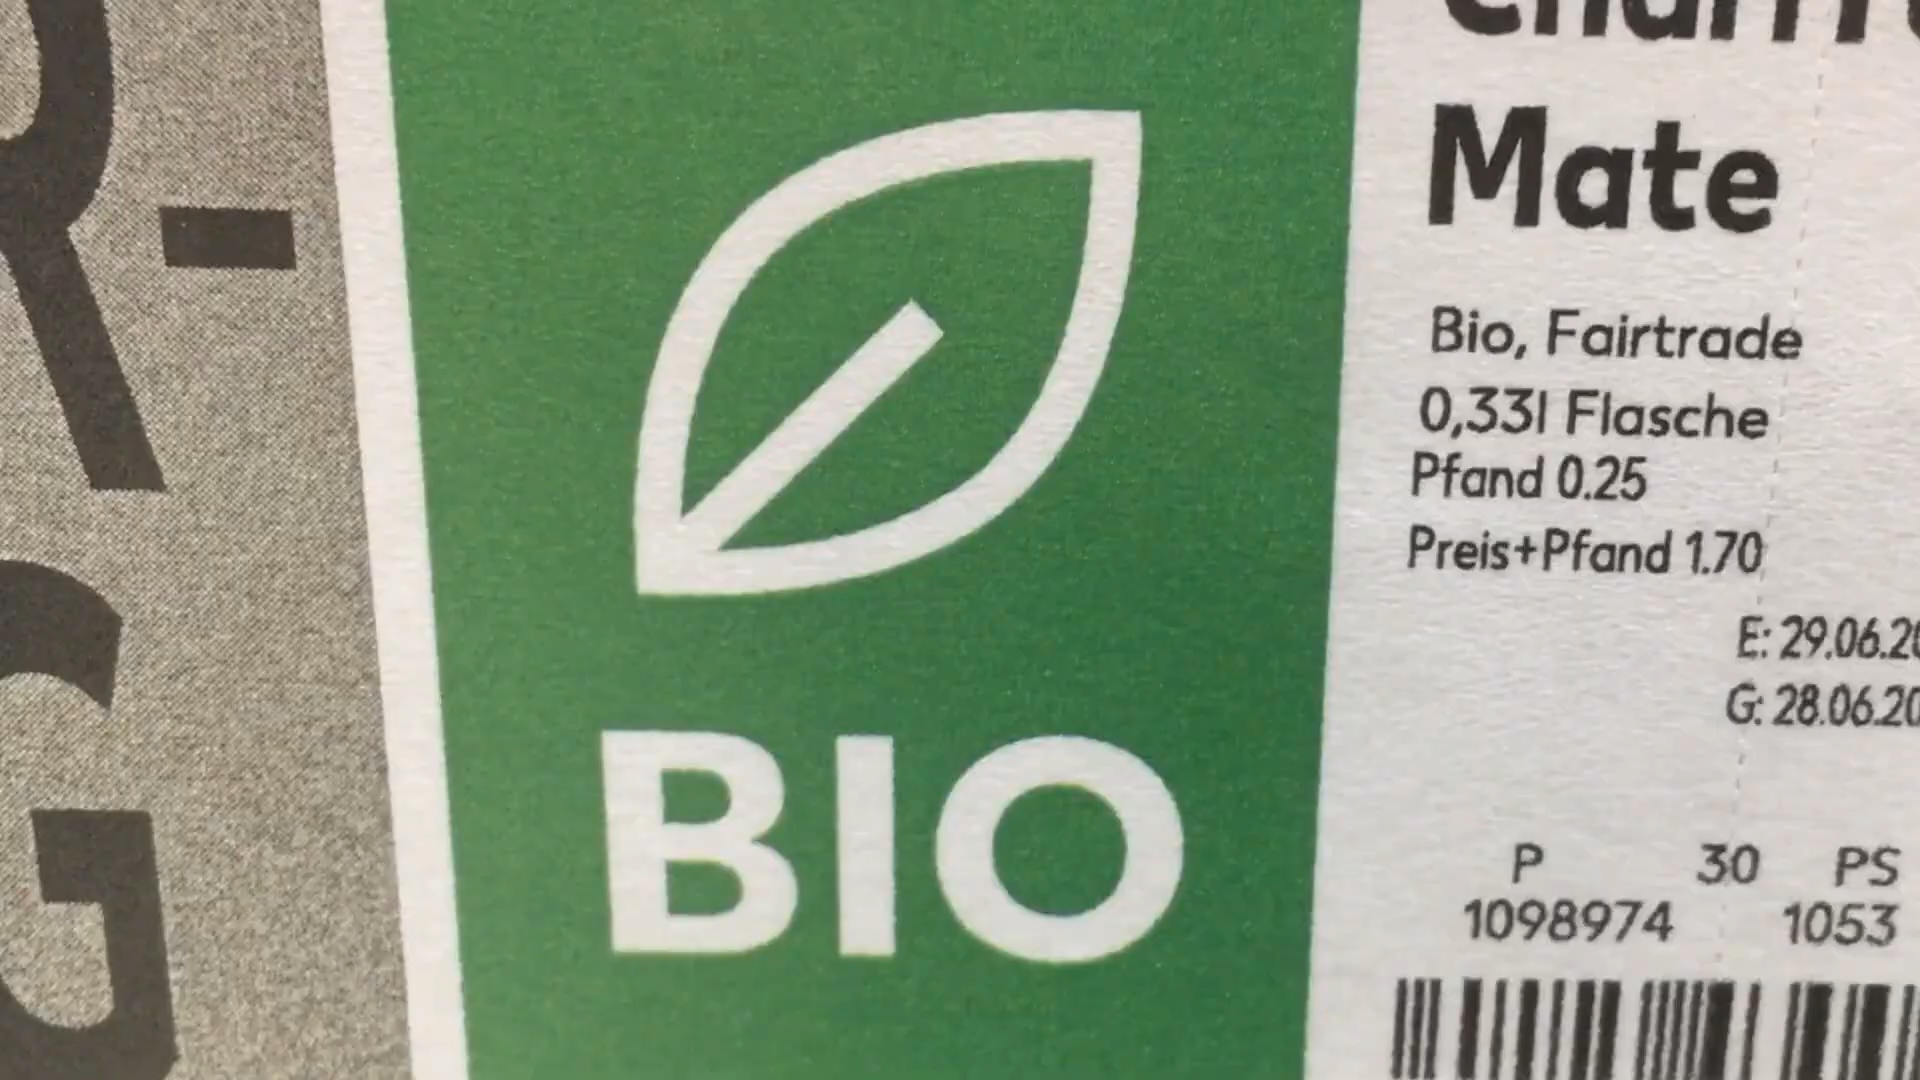 BIO
Mate
Bio, Fairtrade
0,33l Flasche
Pfand 0.25
Preis+Pfand 1.70
E: 29.06.20
G: 28.06.20
P 30 PS
1098974 1053